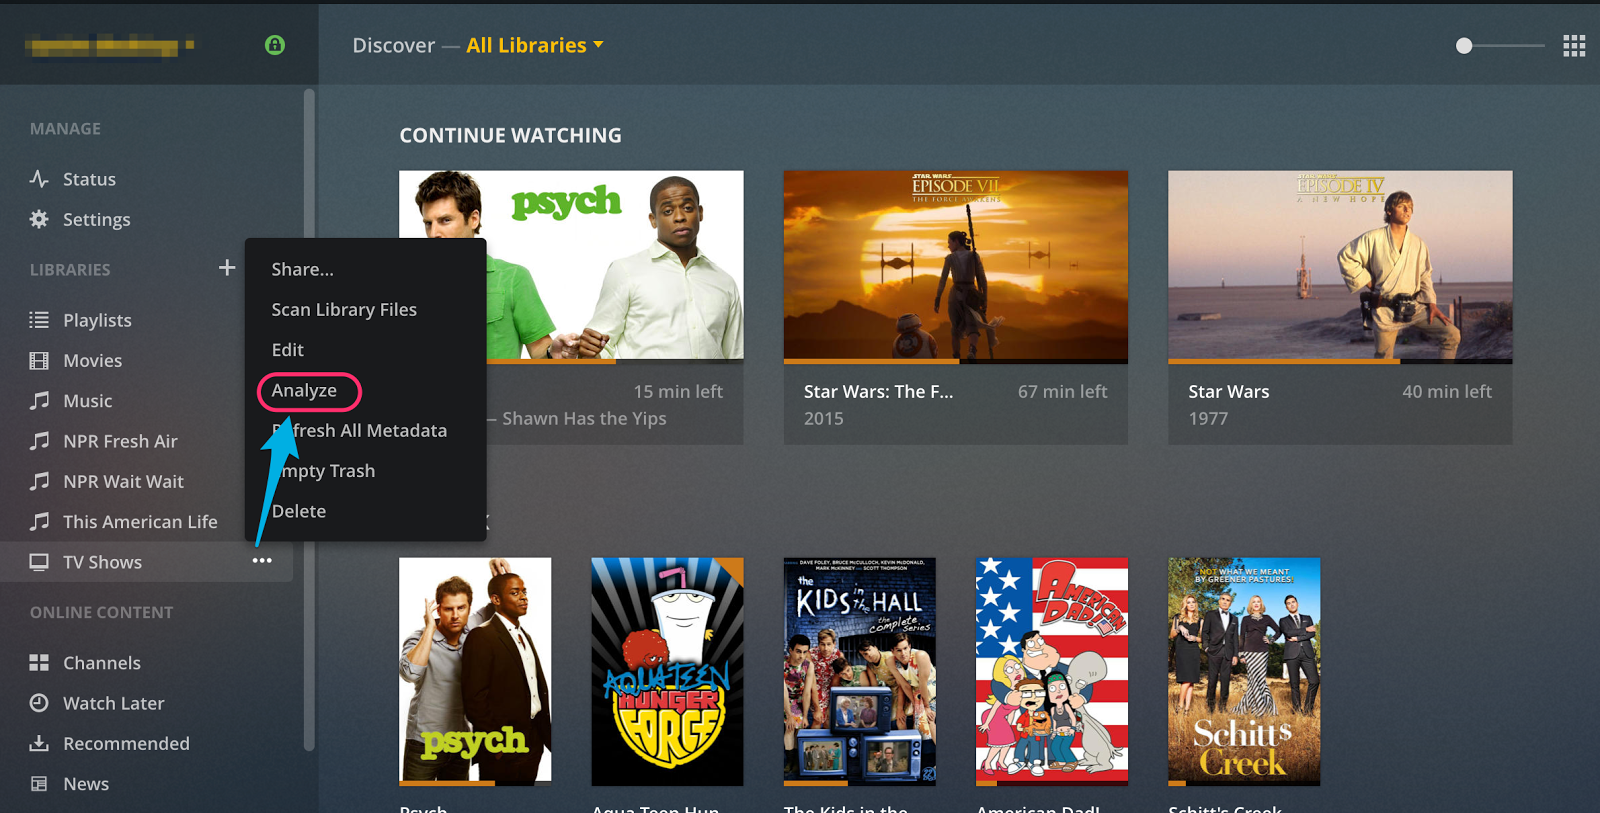 Discover — All Libraries
MANAGE
Status
Settings
LIBRARIES
Playlists
Movies
Music
NPR Fresh Air
NPR Wait Wait
This American Life
TV Shows
ONLINE CONTENT
Channels
Watch Later
Recommended
News
Share...
Scan Library Files
Edit
Analyze
Refresh All Metadata
Empty Trash
Delete
CONTINUE WATCHING
psych
15 min left
— Shawn Has the Yips
STAR WARS
EPISODE VII
THE FORCE AWAKENS
Star Wars: The F...
67 min left
2015
STAR WARS
EPISODE IV
A NEW HOPE
Star Wars
40 min left
1977
K
psych
Psych
AQUA TEEN
HUNGER
FORCE
Aqua Teen Hun
DAVE FOLEY, BRUCE McCULLOCH, KEVIN McDONALD,
MARK McKINNEY and SCOTT THOMPSON
the
KIDS in the HALL
the complete series
The Kids in the
AMERICAN
DAD!
American Dad!
NOT WHAT WE MEANT
BY GREENER PASTURES!
Schitt$
Creek
Schitt's Creek